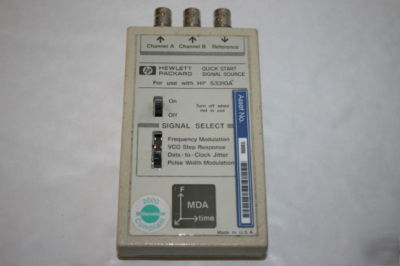 Channel A Channel B Reference
hp HEWLETT PACKARD
QUICK START SIGNAL SOURCE
For use with HP 53310A
On
Off
Turn off when not in use
SIGNAL SELECT
Frequency Modulation
VCO Step Response
Data-to-Clock Jitter
Pulse Width Modulation
Asset No.
2000
Compliant
F
MDA
time
Made in U.S.A